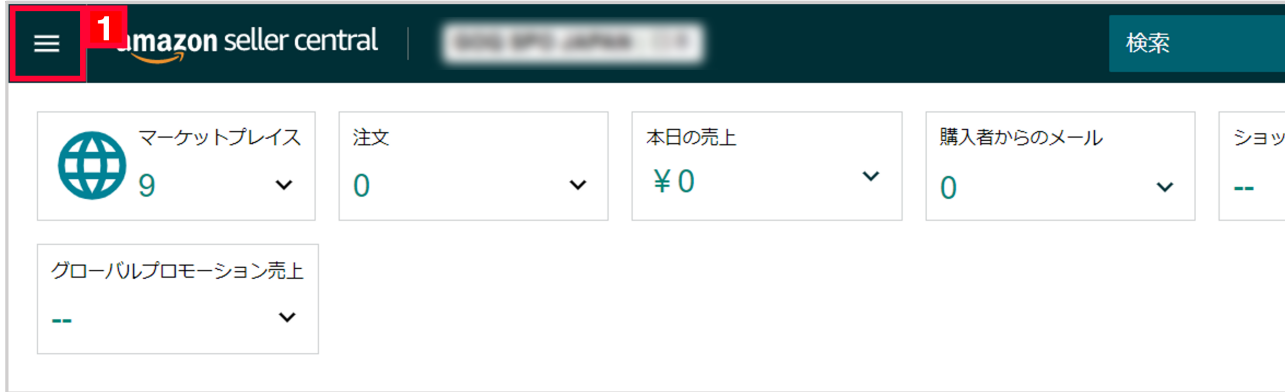 1
amazon seller central
検索
マーケットプレイス
9
注文
0
本日の売上
¥0
購入者からのメール
0
ショッ
--
グローバルプロモーション売上
--